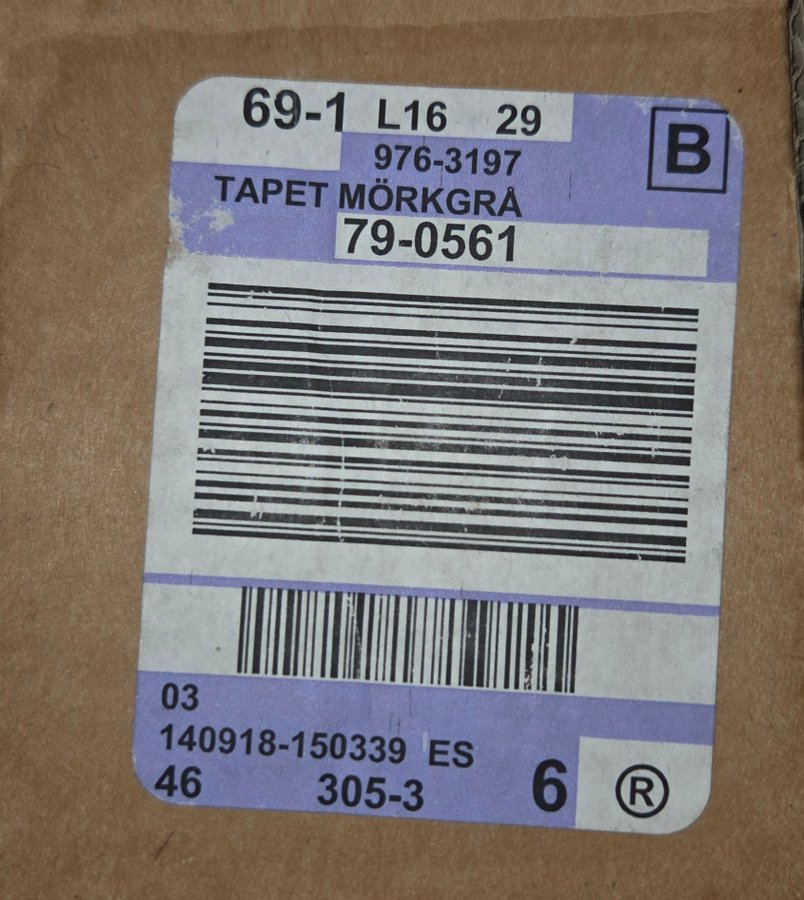 69-1 L16 29
B
976-3197
TAPET MÖRKGRÅ
79-0561
03
140918-150339 ES
46 305-3 6 ®